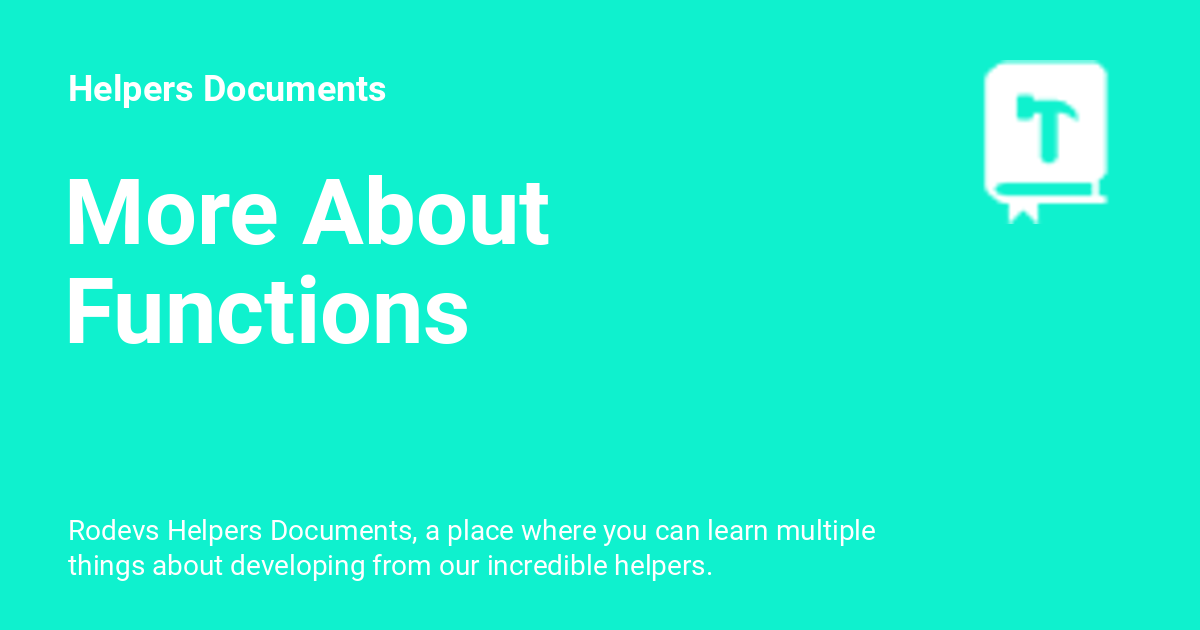 Helpers Documents
More About
Functions
Rodevs Helpers Documents, a place where you can learn multiple
things about developing from our incredible helpers.